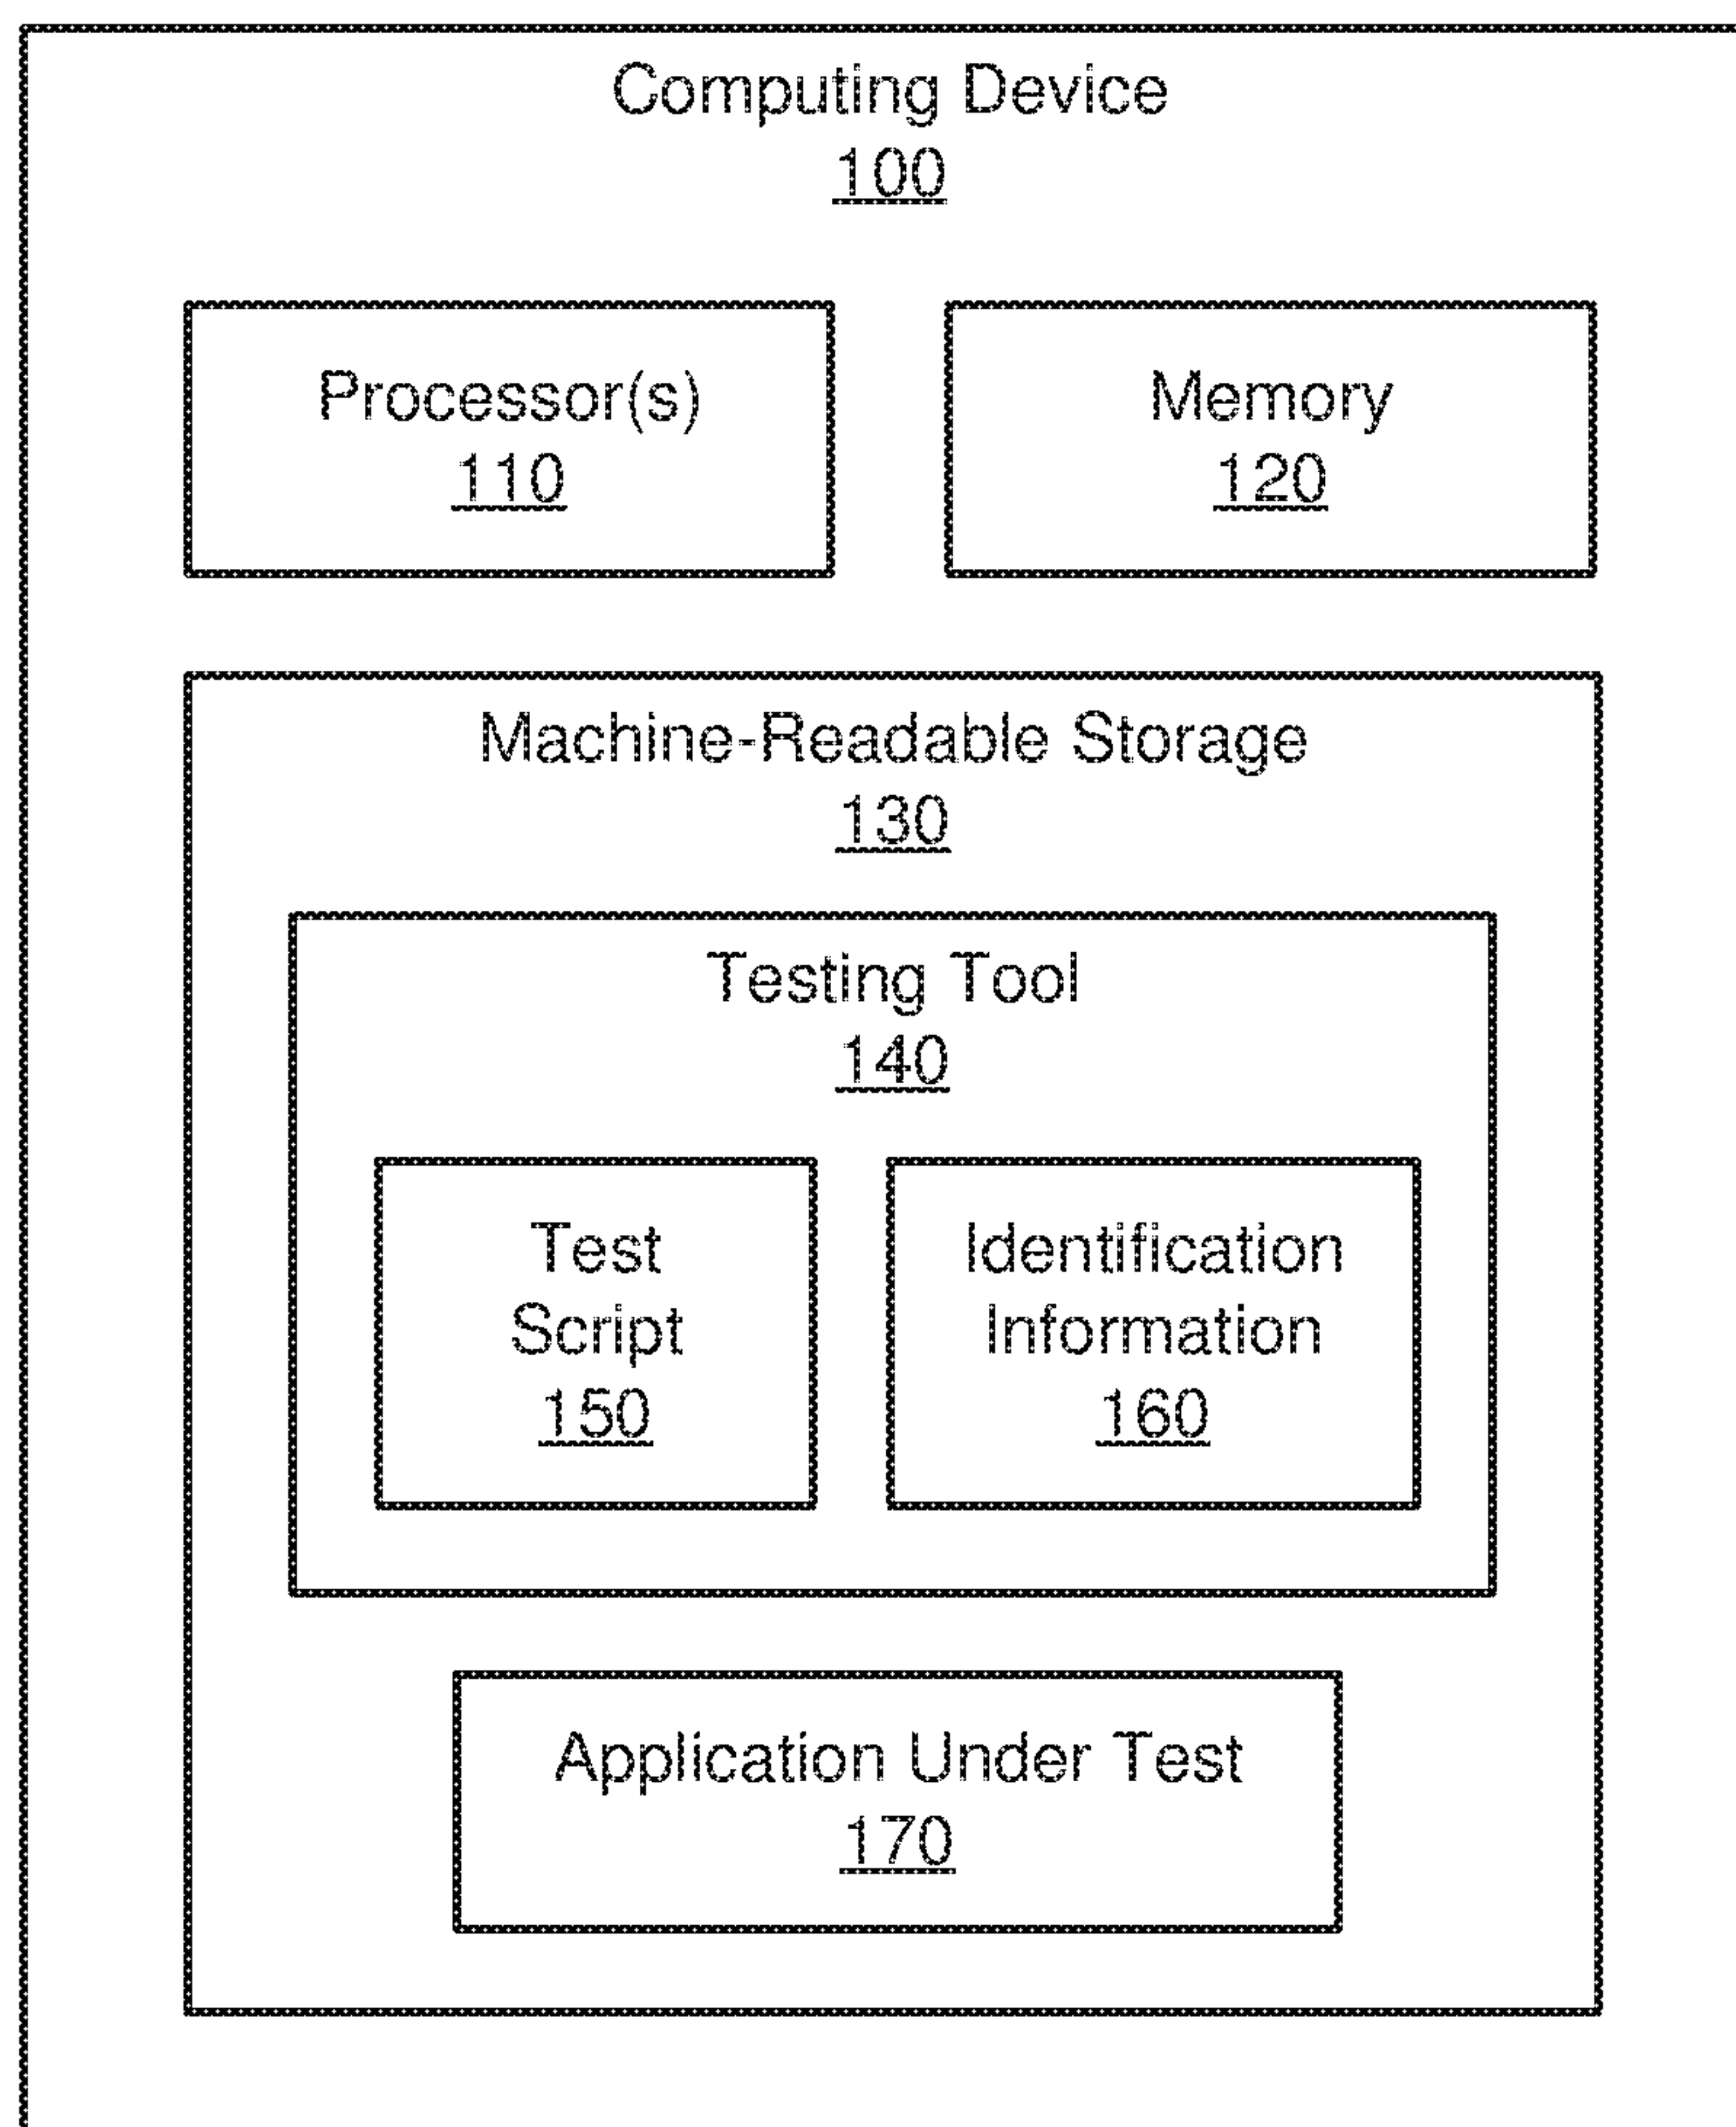 Computing Device
100
Processor(s)
110
Memory
120
Machine-Readable Storage
130
Testing Tool
140
Test
Script
150
Identification
Information
160
Application Under Test
170